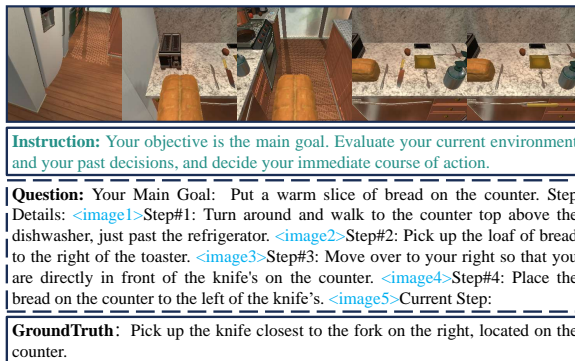 Instruction: Your objective is the main goal. Evaluate your current environment
and your past decisions, and decide your immediate course of action.
Question: Your Main Goal: Put a warm slice of bread on the counter. Step
Details: <image1>Step#1: Turn around and walk to the counter top above the
dishwasher, just past the refrigerator. <image2>Step#2: Pick up the loaf of bread
to the right of the toaster. <image3>Step#3: Move over to your right so that you
are directly in front of the knife's on the counter. <image4>Step#4: Place the
bread on the counter to the left of the knife's. <image5>Current Step:
GroundTruth: Pick up the knife closest to the fork on the right, located on the
counter.